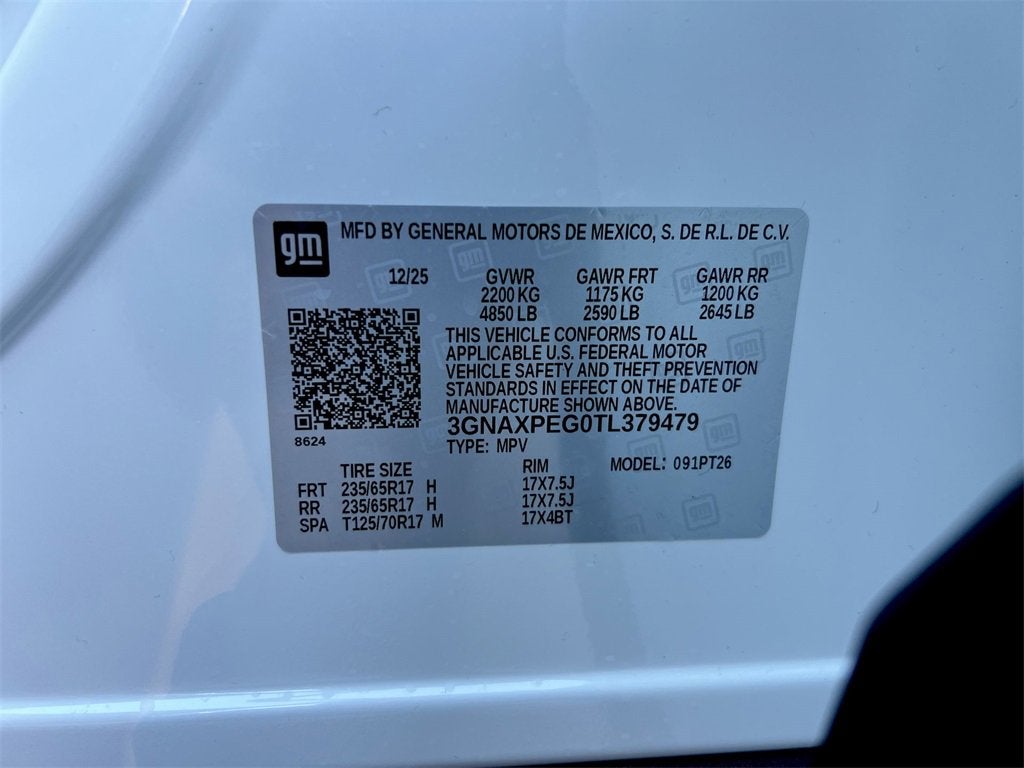 gm
MFD BY GENERAL MOTORS DE MEXICO, S. DE R.L. DE C.V.
12/25 GVWR GAWR FRT GAWR RR
2200 KG 1175 KG 1200 KG
4850 LB 2590 LB 2645 LB
THIS VEHICLE CONFORMS TO ALL
APPLICABLE U.S. FEDERAL MOTOR
VEHICLE SAFETY AND THEFT PREVENTION
STANDARDS IN EFFECT ON THE DATE OF
MANUFACTURE SHOWN ABOVE.
3GNAXPEG0TL379479
8624
TYPE: MPV
TIRE SIZE RIM MODEL: 091PT26
FRT 235/65R17 H 17X7.5J
RR 235/65R17 H 17X7.5J
SPA T125/70R17 M 17X4BT